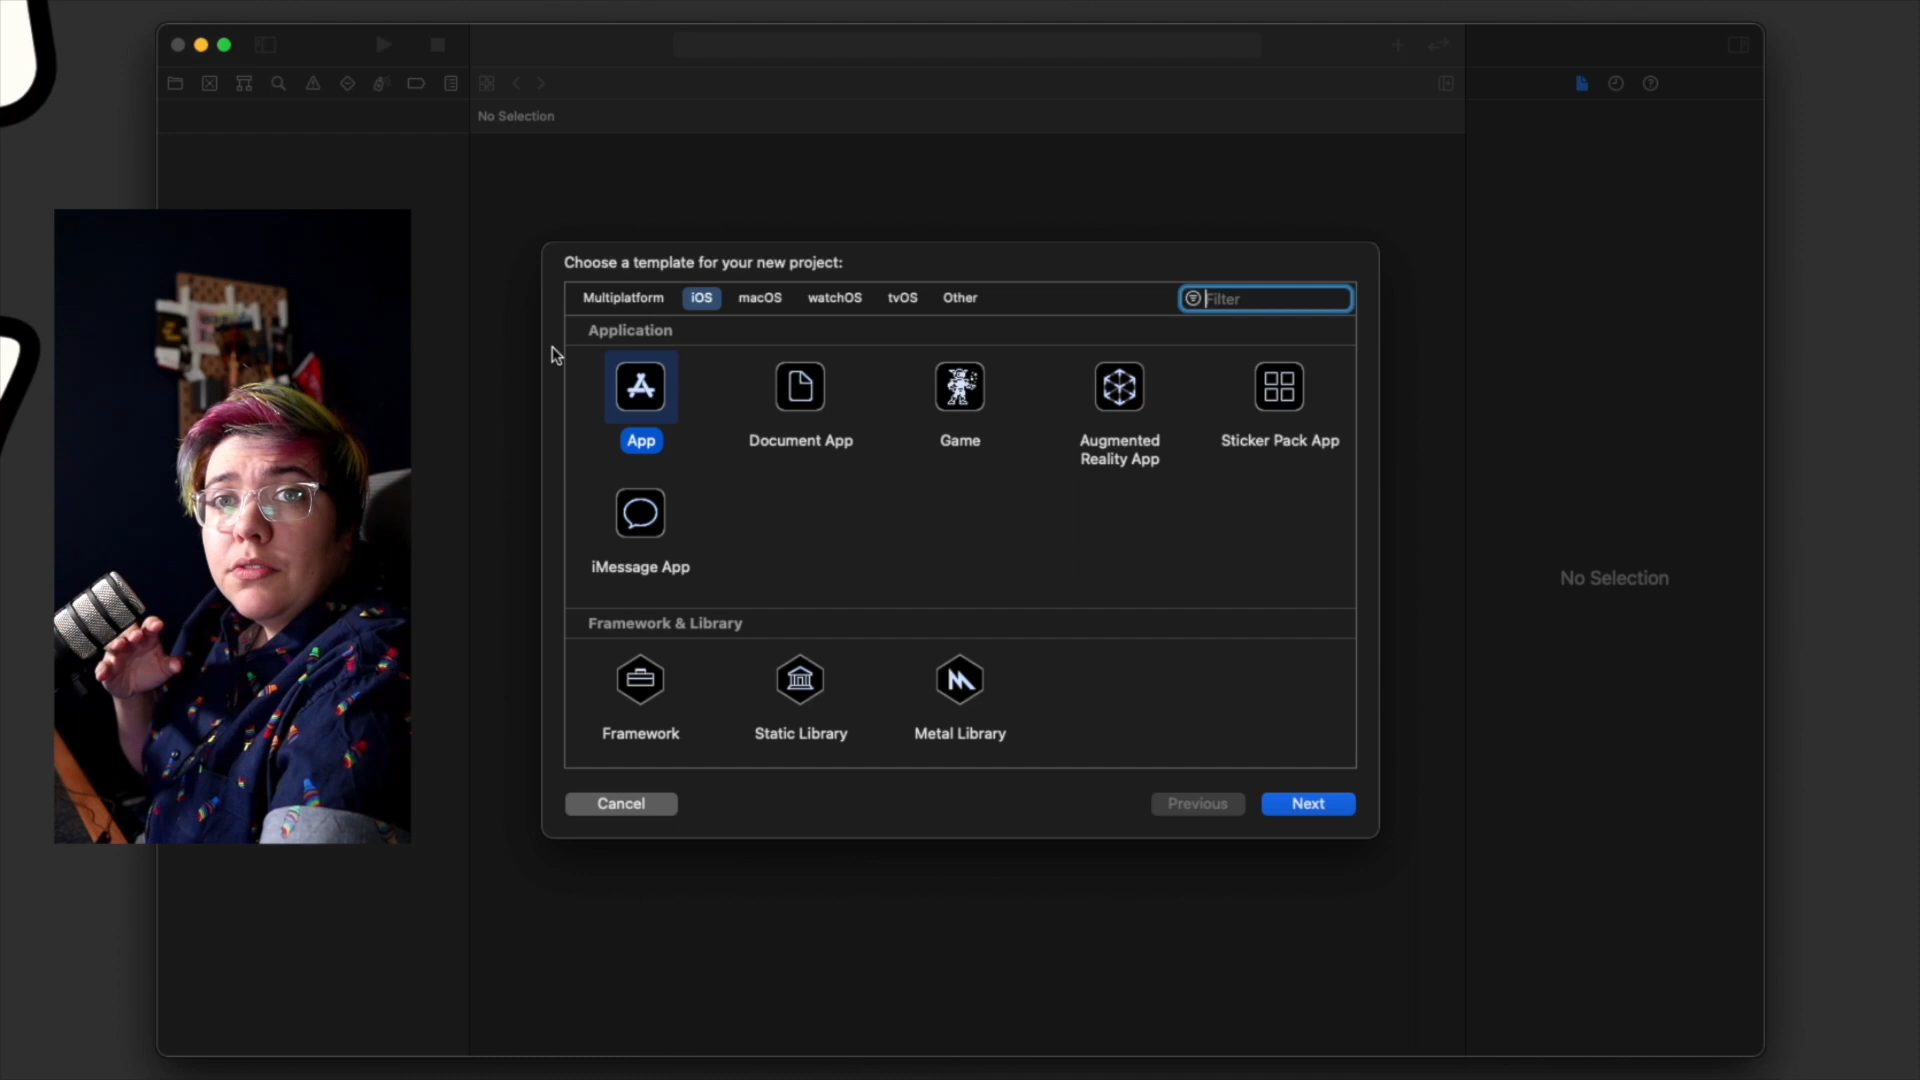 No Selection
Choose a template for your new project:
Multiplatform iOS macOS watchOS tvOS Other Filter
Application
App Document App Game Augmented Reality App Sticker Pack App
iMessage App
Framework & Library
Framework Static Library Metal Library
Cancel Previous Next
No Selection